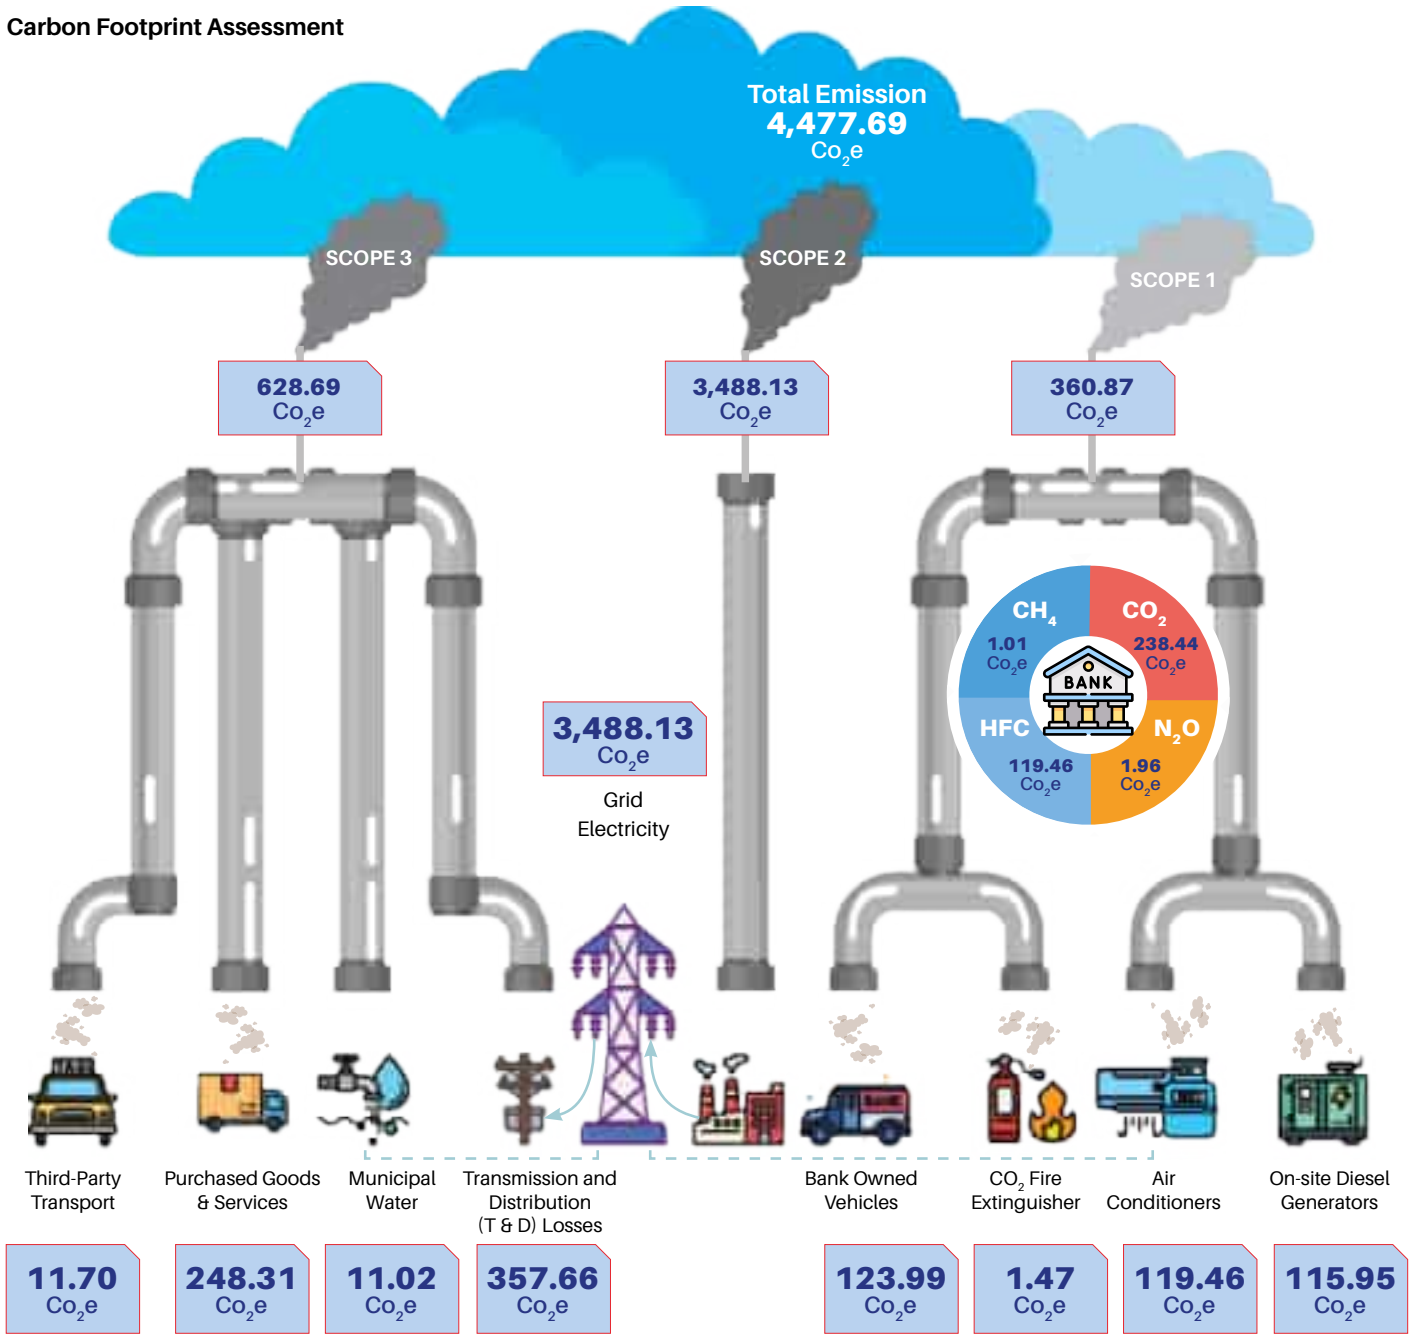 Carbon Footprint Assessment
Total Emission
4,477.69
Co₂e
SCOPE 3
SCOPE 2
SCOPE 1
628.69
Co₂e
3,488.13
Co₂e
360.87
Co₂e
CH₄
1.01
Co₂e
CO₂
238.44
Co₂e
BANK
HFC
119.46
Co₂e
N₂O
1.96
Co₂e
3,488.13
Co₂e
Grid
Electricity
Third-Party
Transport
Purchased Goods
& Services
Municipal
Water
Transmission and
Distribution
(T & D) Losses
Bank Owned
Vehicles
CO₂ Fire
Extinguisher
Air
Conditioners
On-site Diesel
Generators
11.70
Co₂e
248.31
Co₂e
11.02
Co₂e
357.66
Co₂e
123.99
Co₂e
1.47
Co₂e
119.46
Co₂e
115.95
Co₂e